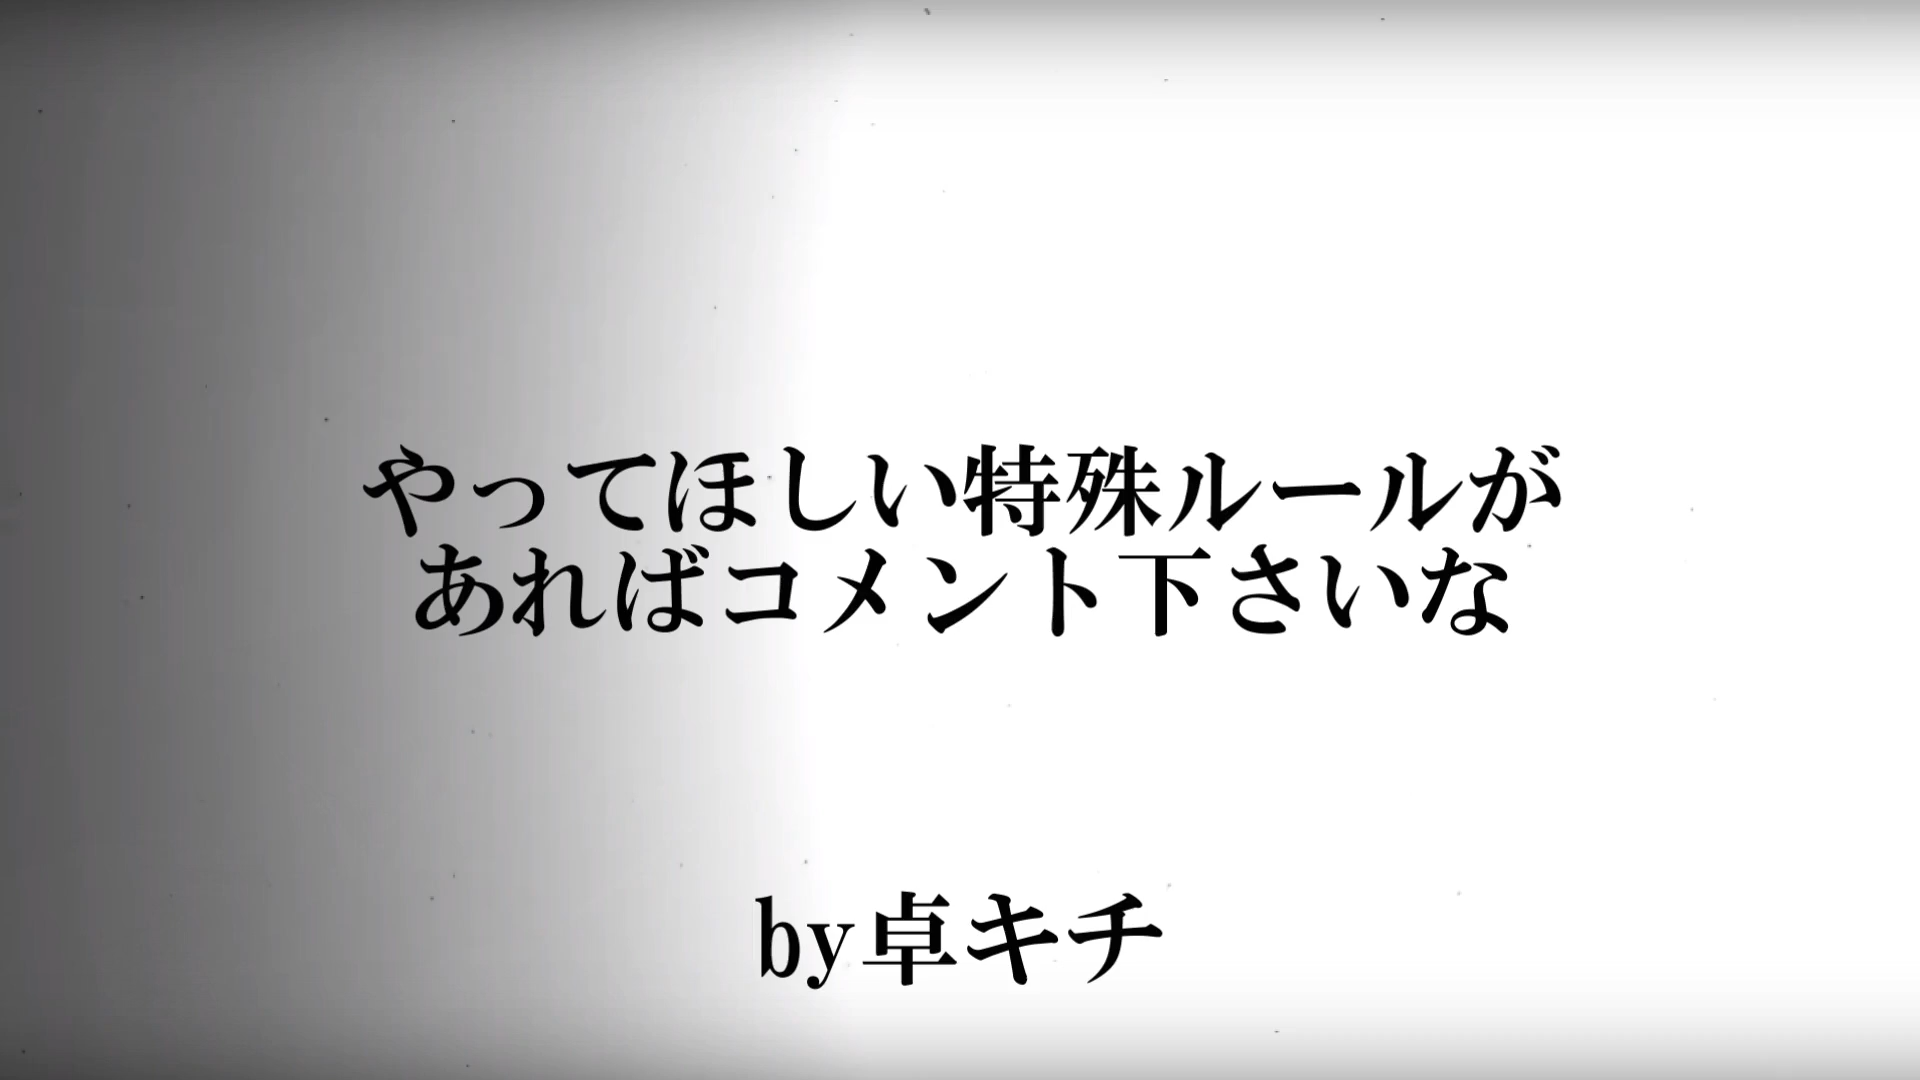 やってほしい特殊ルールが
あればコメント下さいな
by卓キチ